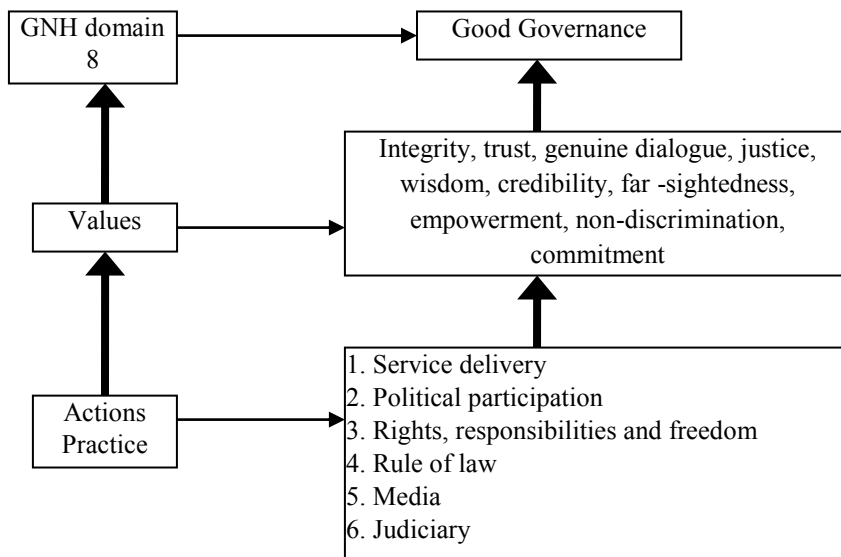 GNH domain
8
Good Governance
Integrity, trust, genuine dialogue, justice,
wisdom, credibility, far -sightedness,
empowerment, non-discrimination,
commitment
Values
1. Service delivery
2. Political participation
3. Rights, responsibilities and freedom
4. Rule of law
5. Media
6. Judiciary
Actions
Practice